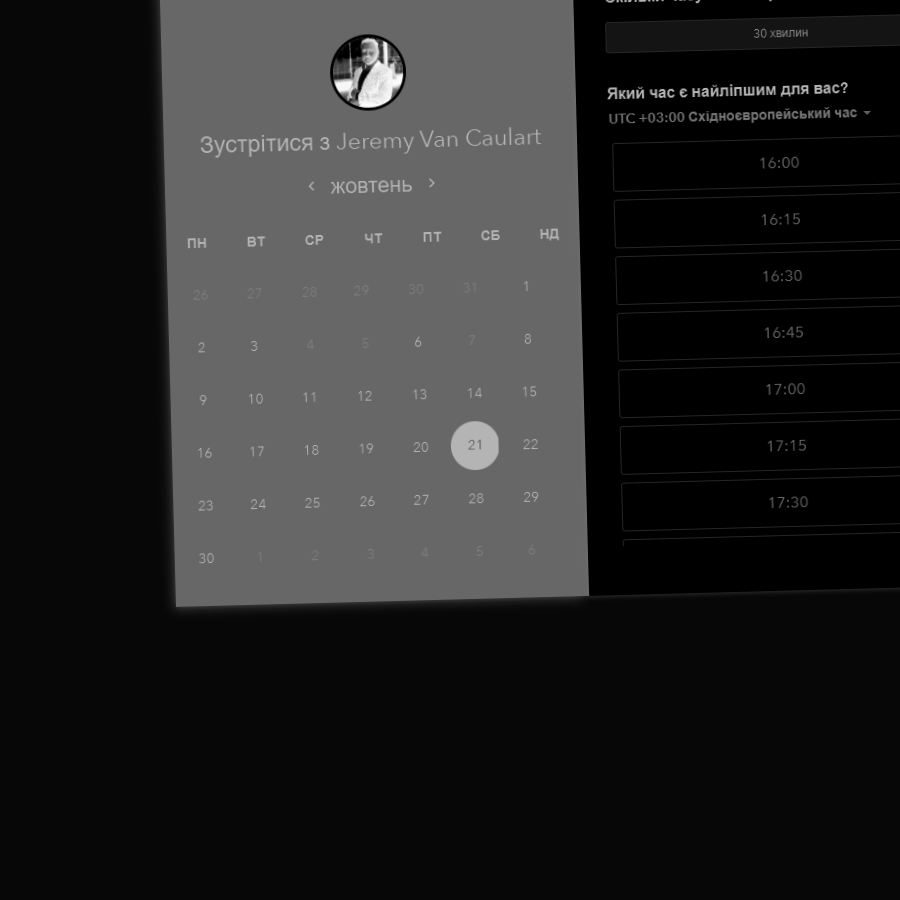 Зустрітися з Jeremy Van Caulart
жовтень
ПН ВТ СР ЧТ ПТ СБ НД
26 27 28 29 30 31 1
2 3 4 5 6 7 8
9 10 11 12 13 14 15
16 17 18 19 20 21 22
23 24 25 26 27 28 29
30 1 2 3 4 5 6
30 хвилин
Який час є найліпшим для вас?
UTC +03:00 Східноєвропейський час
16:00
16:15
16:30
16:45
17:00
17:15
17:30